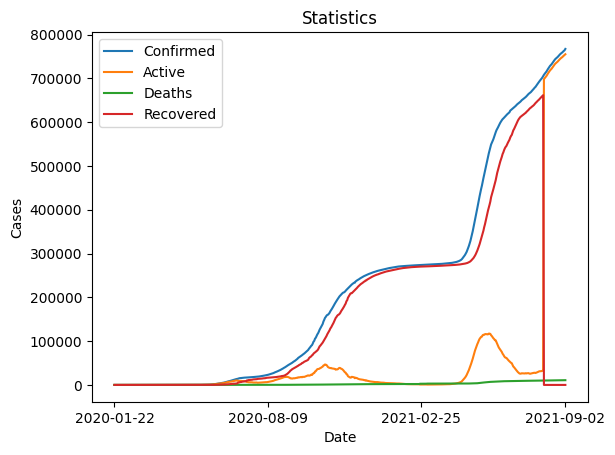 Statistics
Confirmed
Active
Deaths
Recovered
800000
700000
600000
500000
400000
300000
200000
100000
0
Cases
2020-01-22
2020-08-09
2021-02-25
2021-09-02
Date